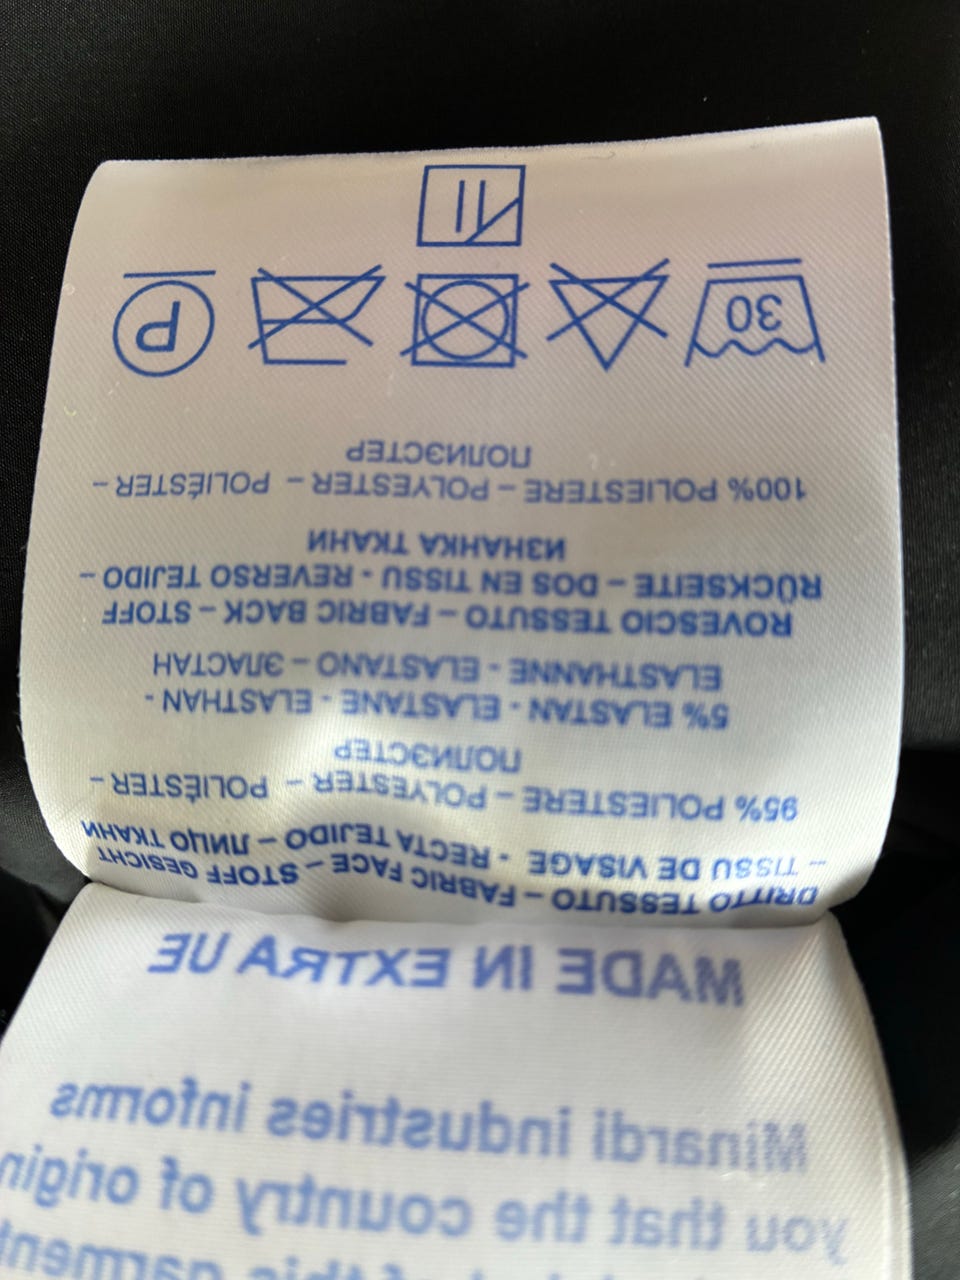 DRITTO TESSUTO – FABRIC FACE – STOFF GESICHT
– TISSU DE VISAGE - RECTA TEJIDO – ЛИЦО ТКАНИ
95% POLIESTERE – POLYESTER – POLIÉSTER –
ПОЛИЭСТЕР
5% ELASTAN - ELASTANE - ELASTHAN -
ELASTHANNE - ELASTANO – ЭЛАСТАН
ROVESCIO TESSUTO – FABRIC BACK – STOFF
RÜCKSEITE – DOS EN TISSU - REVERSO TEJIDO –
ИЗНАНКА ТКАНИ
100% POLIESTERE – POLYESTER – POLIÉSTER –
ПОЛИЭСТЕР
30 P
MADE IN EXTRA UE
Minardi industries informs
you that the country of origin
of this garment